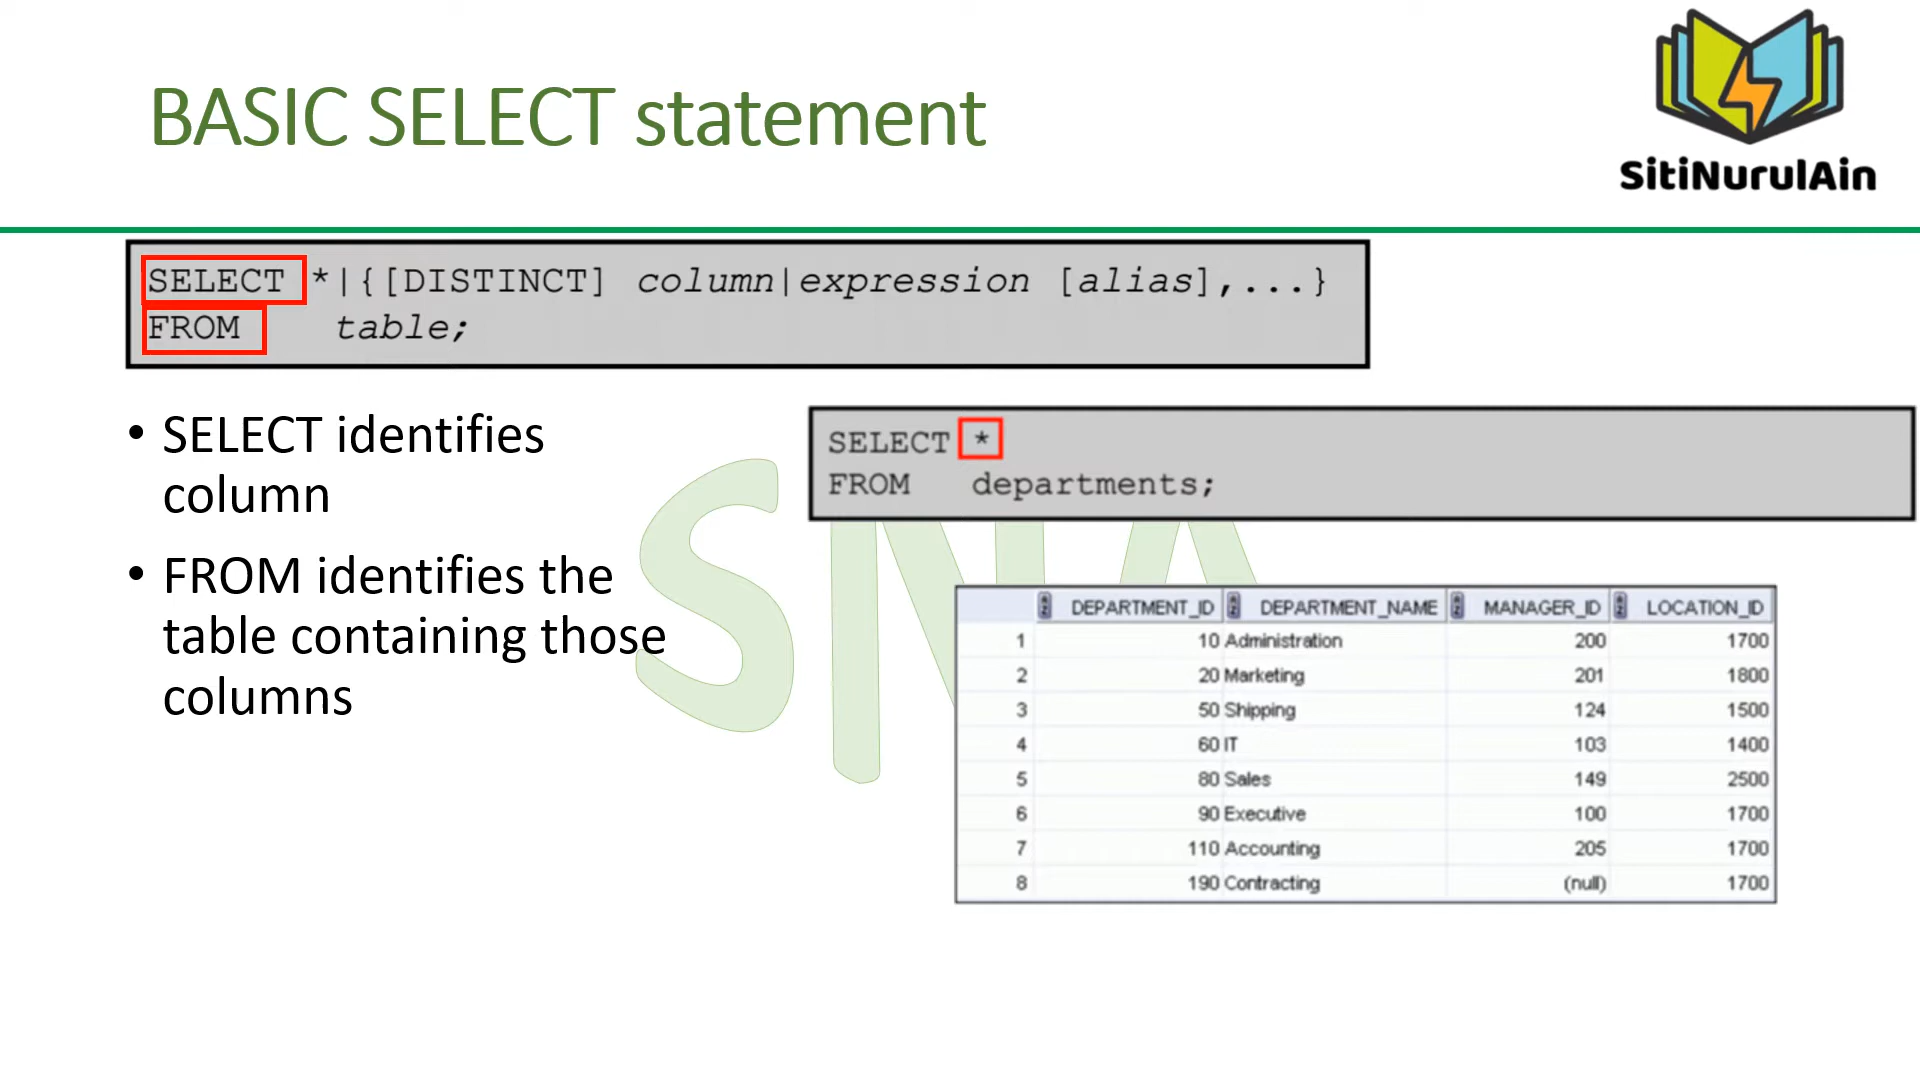 BASIC SELECT statement
SitiNurulAin
SELECT *|{[DISTINCT] column|expression [alias],...}
FROM table;
• SELECT identifies
column
• FROM identifies the
table containing those
columns
SELECT *
FROM departments;
SNA
DEPARTMENT_ID DEPARTMENT_NAME MANAGER_ID LOCATION_ID
1 10 Administration 200 1700
2 20 Marketing 201 1800
3 50 Shipping 124 1500
4 60 IT 103 1400
5 80 Sales 149 2500
6 90 Executive 100 1700
7 110 Accounting 205 1700
8 190 Contracting (null) 1700